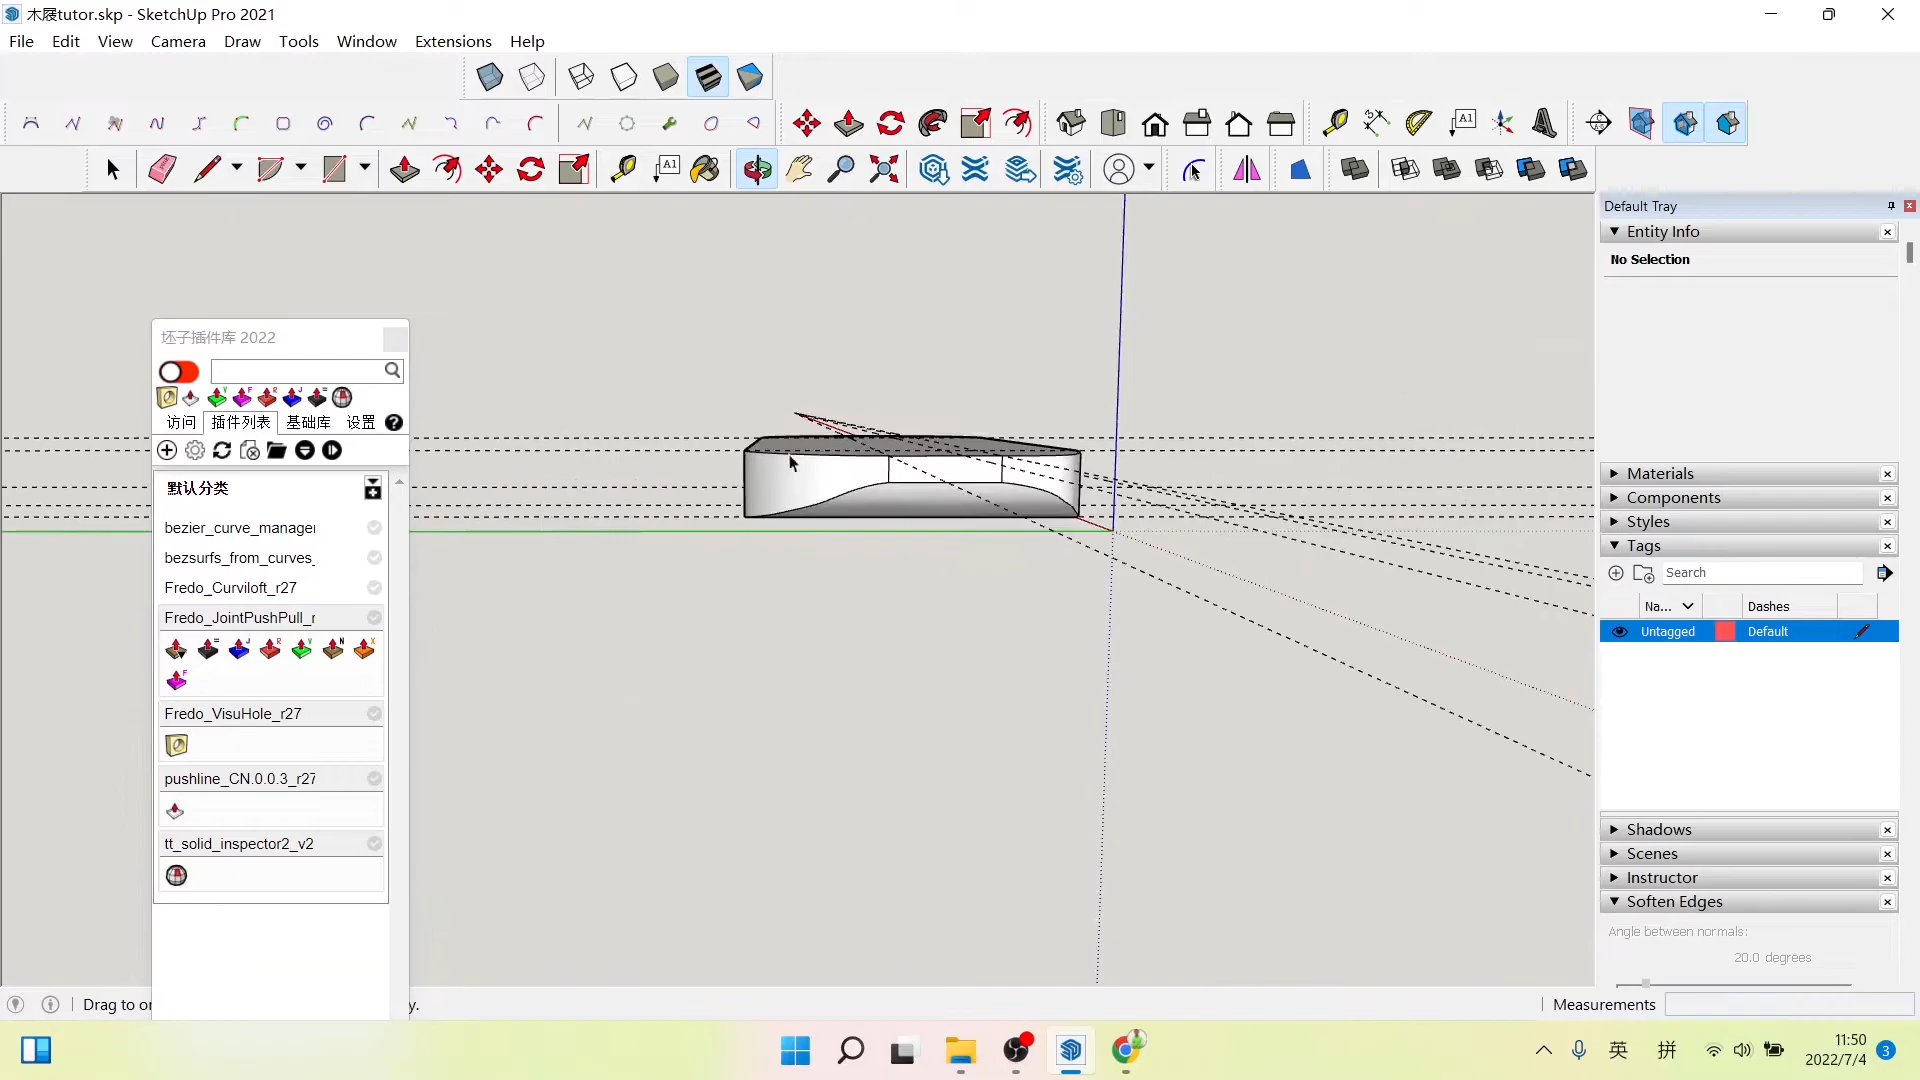 木屐tutor.skp - SketchUp Pro 2021
File Edit View Camera Draw Tools Window Extensions Help
Default Tray
Entity Info
No Selection
坯子插件库 2022
访问 插件列表 基础库 设置
默认分类
bezier_curve_manager
bezsurfs_from_curves_
Fredo_Curviloft_r27
Fredo_JointPushPull_r
Fredo_VisuHole_r27
pushline_CN.0.0.3_r27
tt_solid_inspector2_v2
Materials
Components
Styles
Tags
Search
Na... Dashes
Untagged Default
Shadows
Scenes
Instructor
Soften Edges
Angle between normals:
20.0 degrees
Drag to or y.
Measurements
英 拼 11:50
2022/7/4 3